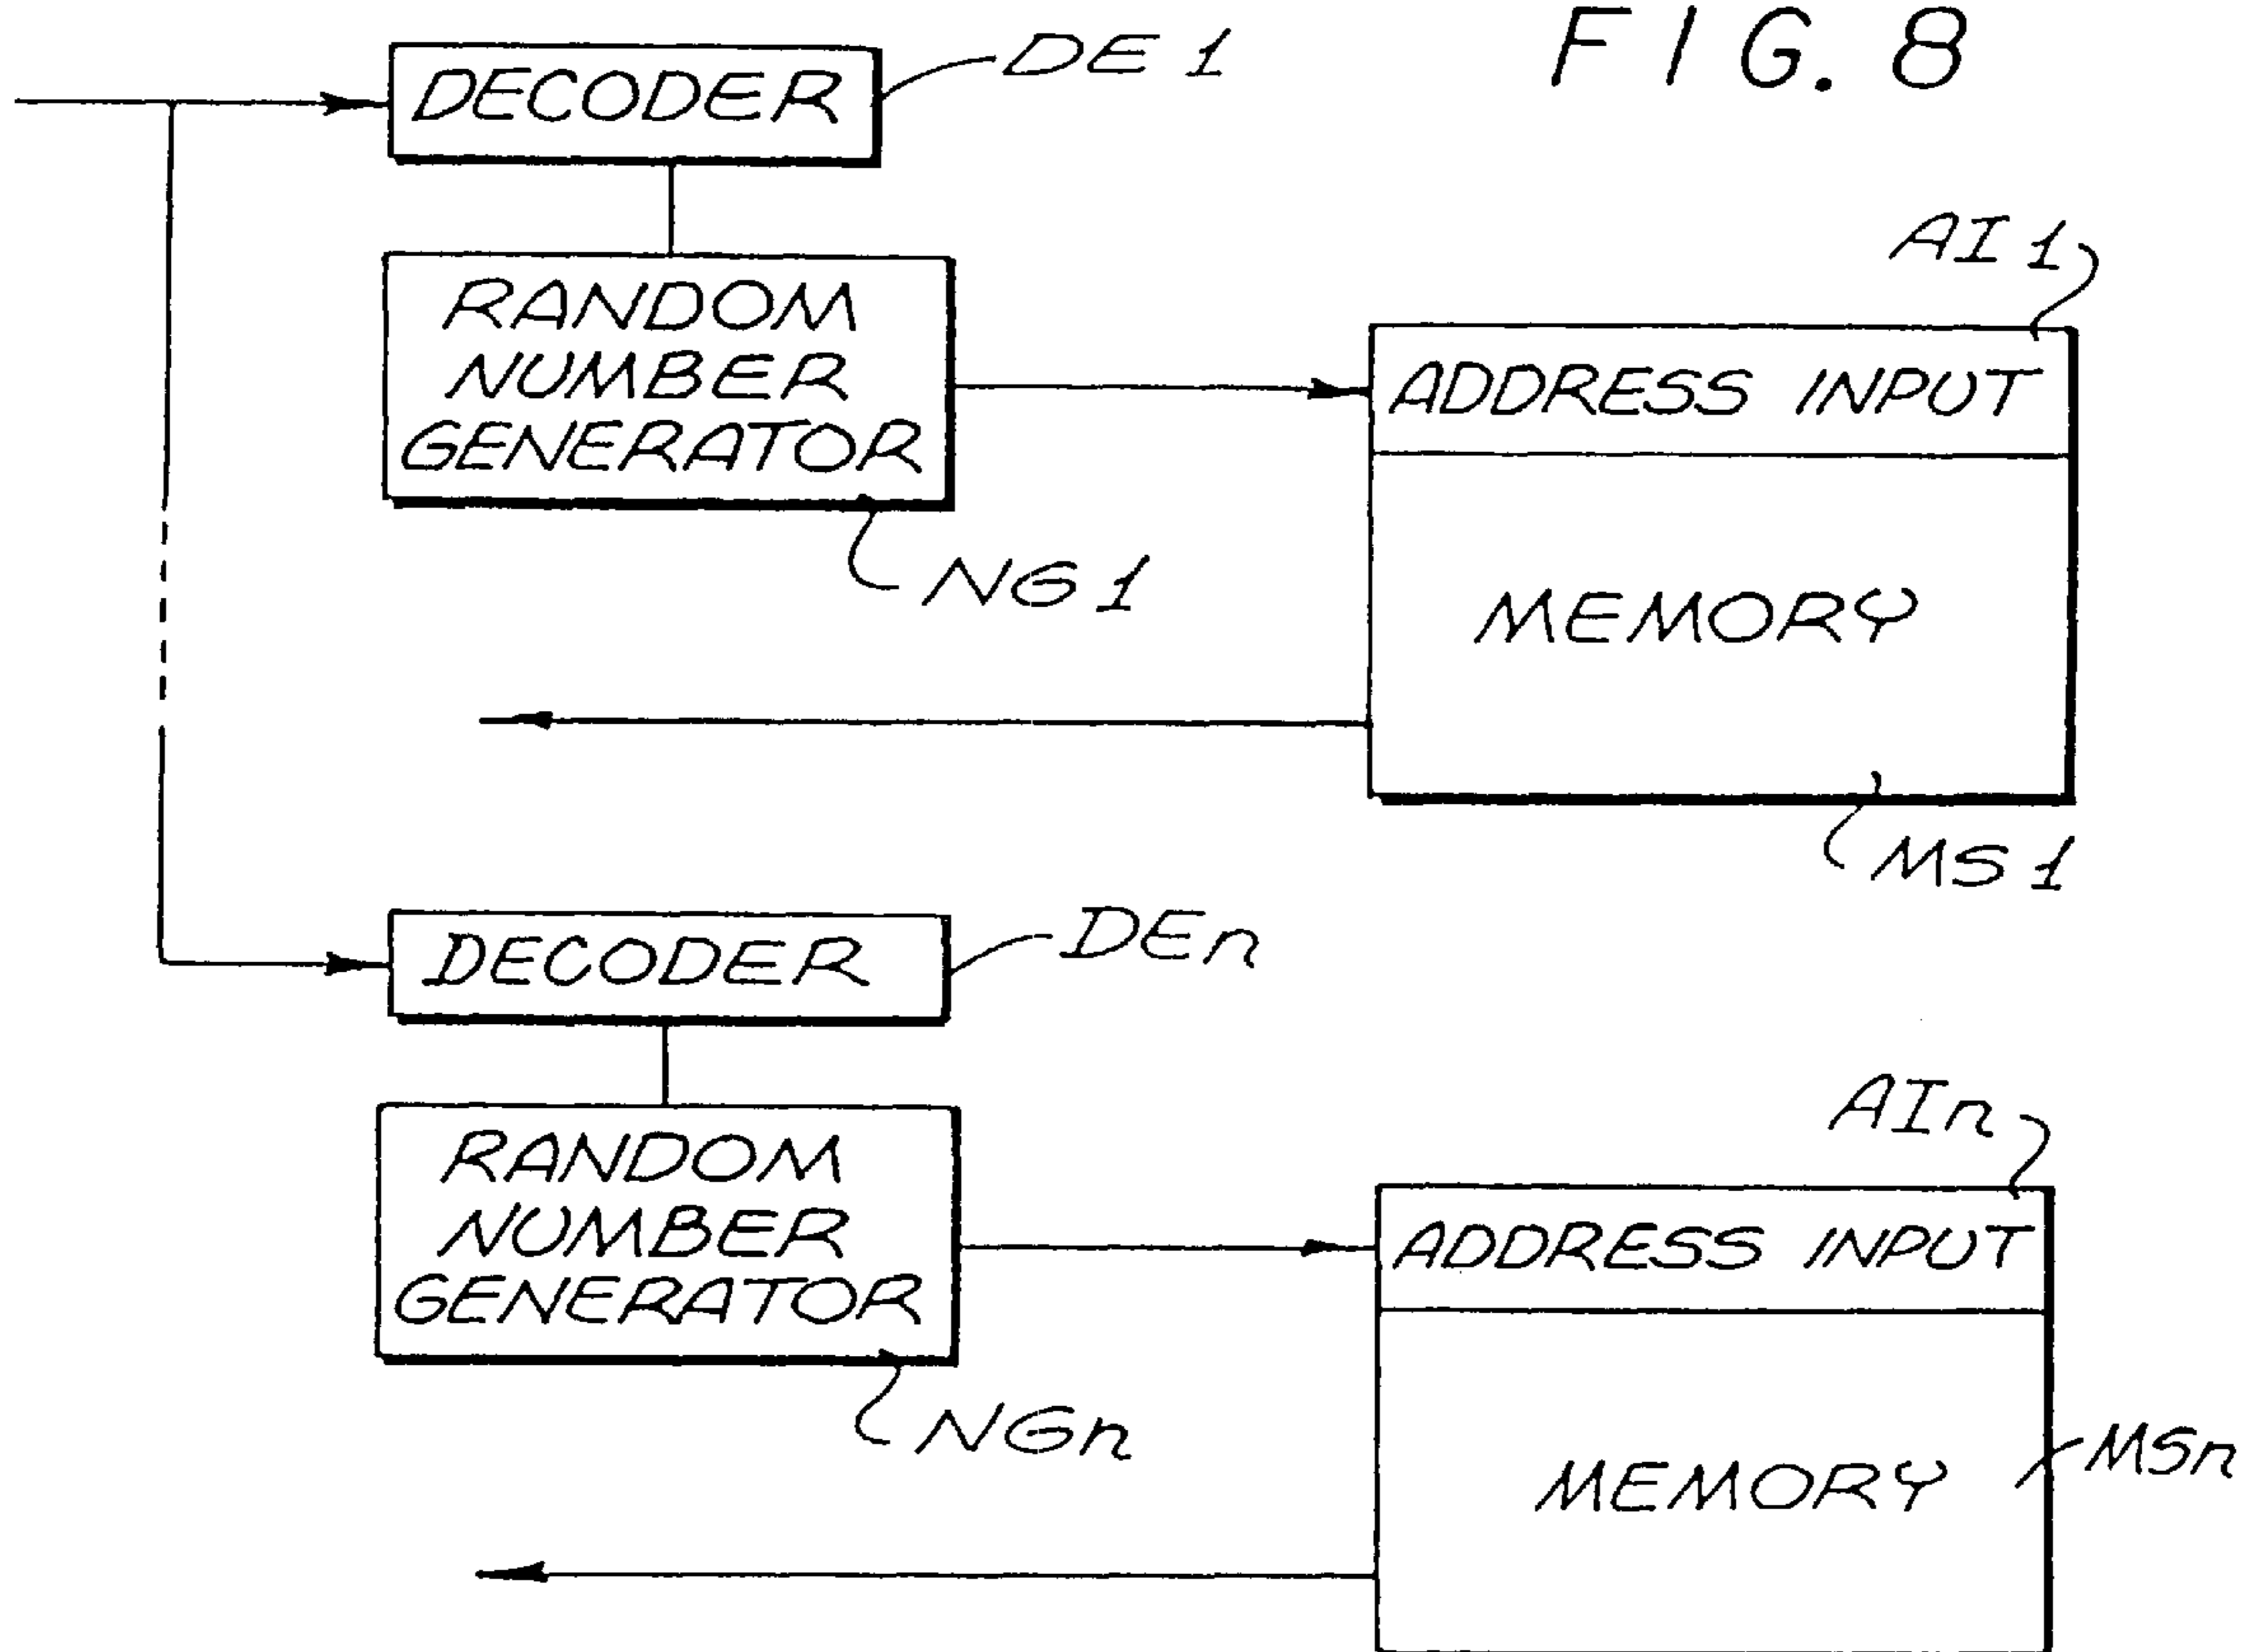 FIG. 8
DECODER
DE 1
RANDOM
NUMBER
GENERATOR
NG 1
AI 1
ADDRESS INPUT
MEMORY
MS 1
DECODER
DEn
RANDOM
NUMBER
GENERATOR
NGn
AIn
ADDRESS INPUT
MEMORY
MSn